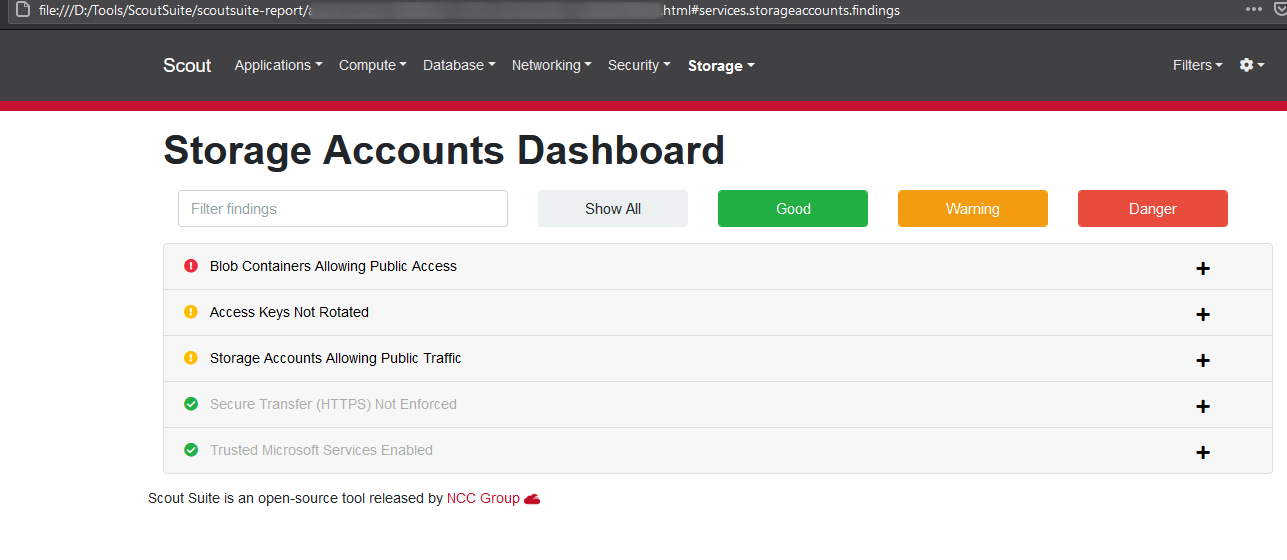 file:///D:/Tools/ScoutSuite/scoutsuite-report/ .html#services.storageaccounts.findings
Scout Applications Compute Database Networking Security Storage Filters
Storage Accounts Dashboard
Filter findings Show All Good Warning Danger
Blob Containers Allowing Public Access
Access Keys Not Rotated
Storage Accounts Allowing Public Traffic
Secure Transfer (HTTPS) Not Enforced
Trusted Microsoft Services Enabled
Scout Suite is an open-source tool released by NCC Group